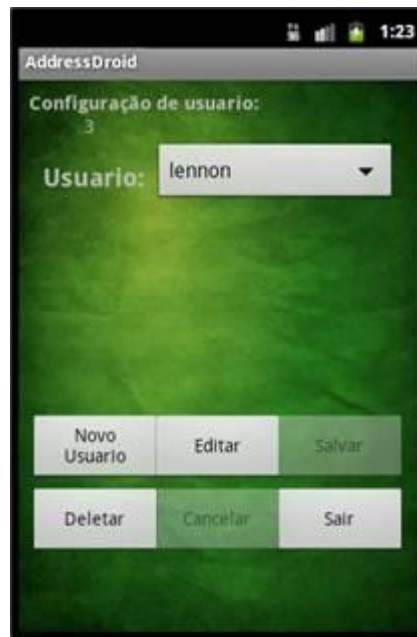 1:23
AddressDroid
Configuração de usuario:
3
Usuario:
lennon
Novo
Usuario
Editar
Salvar
Deletar
Cancelar
Sair